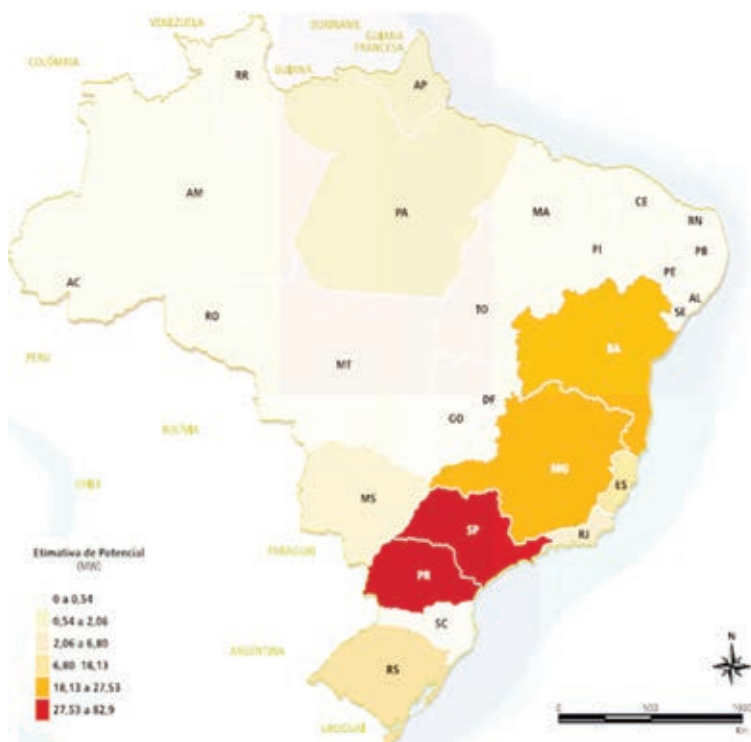 VENEZUELA
SURINAME
GUIANA
FRANCESA
COLÔMBIA
GUIANA
RR
AP
AM
PA
MA
CE
RN
PI
PB
PE
AC
AL
SE
RO
TO
BA
PERU
MT
DF
GO
BOLÍVIA
MG
MS
ES
CHILE
SP
RJ
Etimativa de Potencial
(MW)
PARAGUAI
PR
0 a 0,54
0,54 a 2,06
SC
2,06 a 6,80
N
ARGENTINA
6,80 18,13
RS
18,13 a 27,53
27,53 a 82,9
0 500 1000
Km
URUGUAI